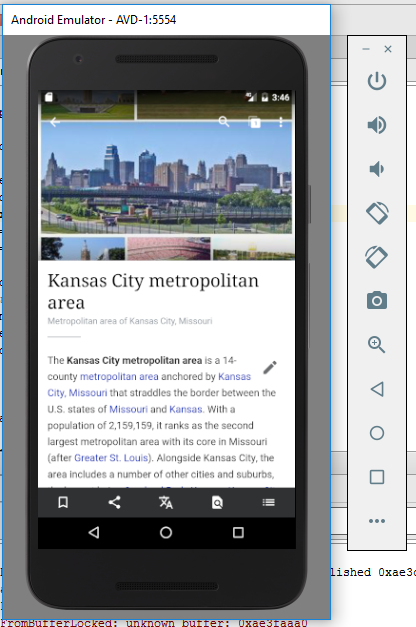 Android Emulator - AVD-1:5554
3:46
Kansas City metropolitan
area
Metropolitan area of Kansas City, Missouri
The Kansas City metropolitan area is a 14-
county metropolitan area anchored by Kansas
City, Missouri that straddles the border between the
U.S. states of Missouri and Kansas. With a
population of 2,159,159, it ranks as the second
largest metropolitan area with its core in Missouri
(after Greater St. Louis). Alongside Kansas City, the
area includes a number of other cities and suburbs,
lished 0xae3
FromBufferLocked: unknown buffer: 0xae3faaa0